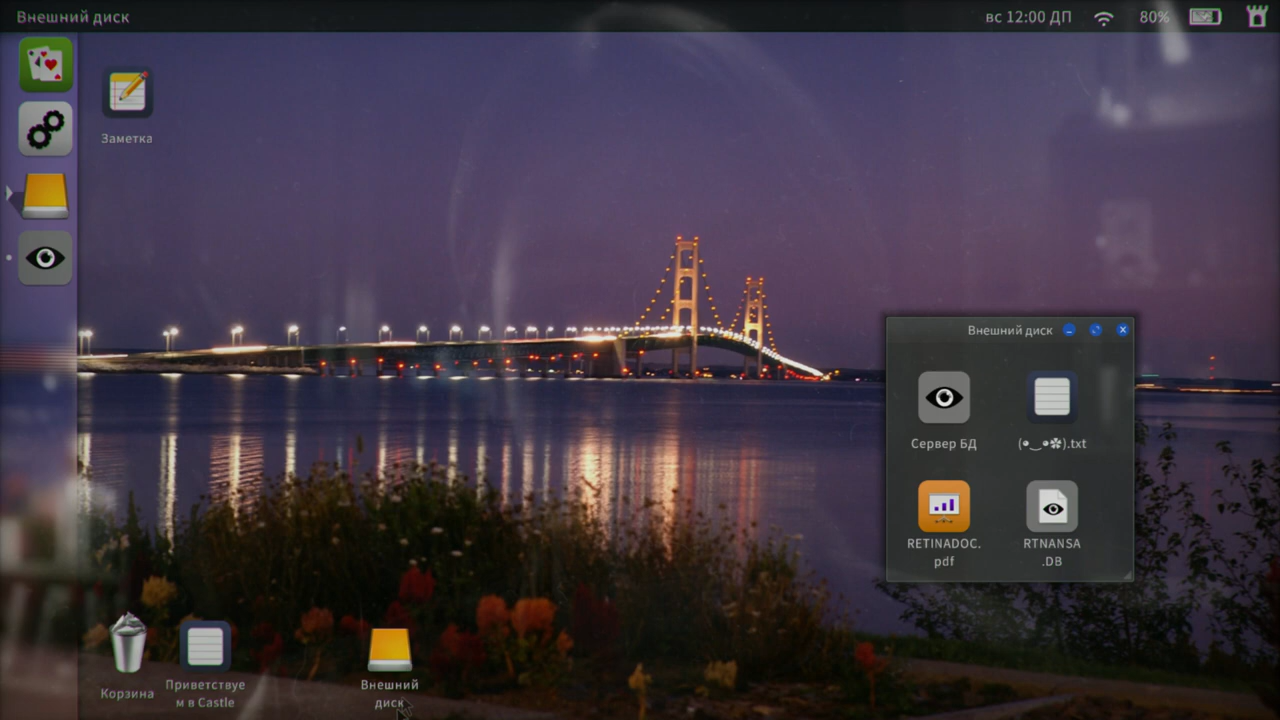 Внешний диск
вс 12:00 ДП
80%
Заметка
Внешний диск
Сервер БД
(•‿•✿).txt
RETINADOC.
pdf
RTNANSA
.DB
Корзина
Приветствуе
м в Castle
Внешний
диск